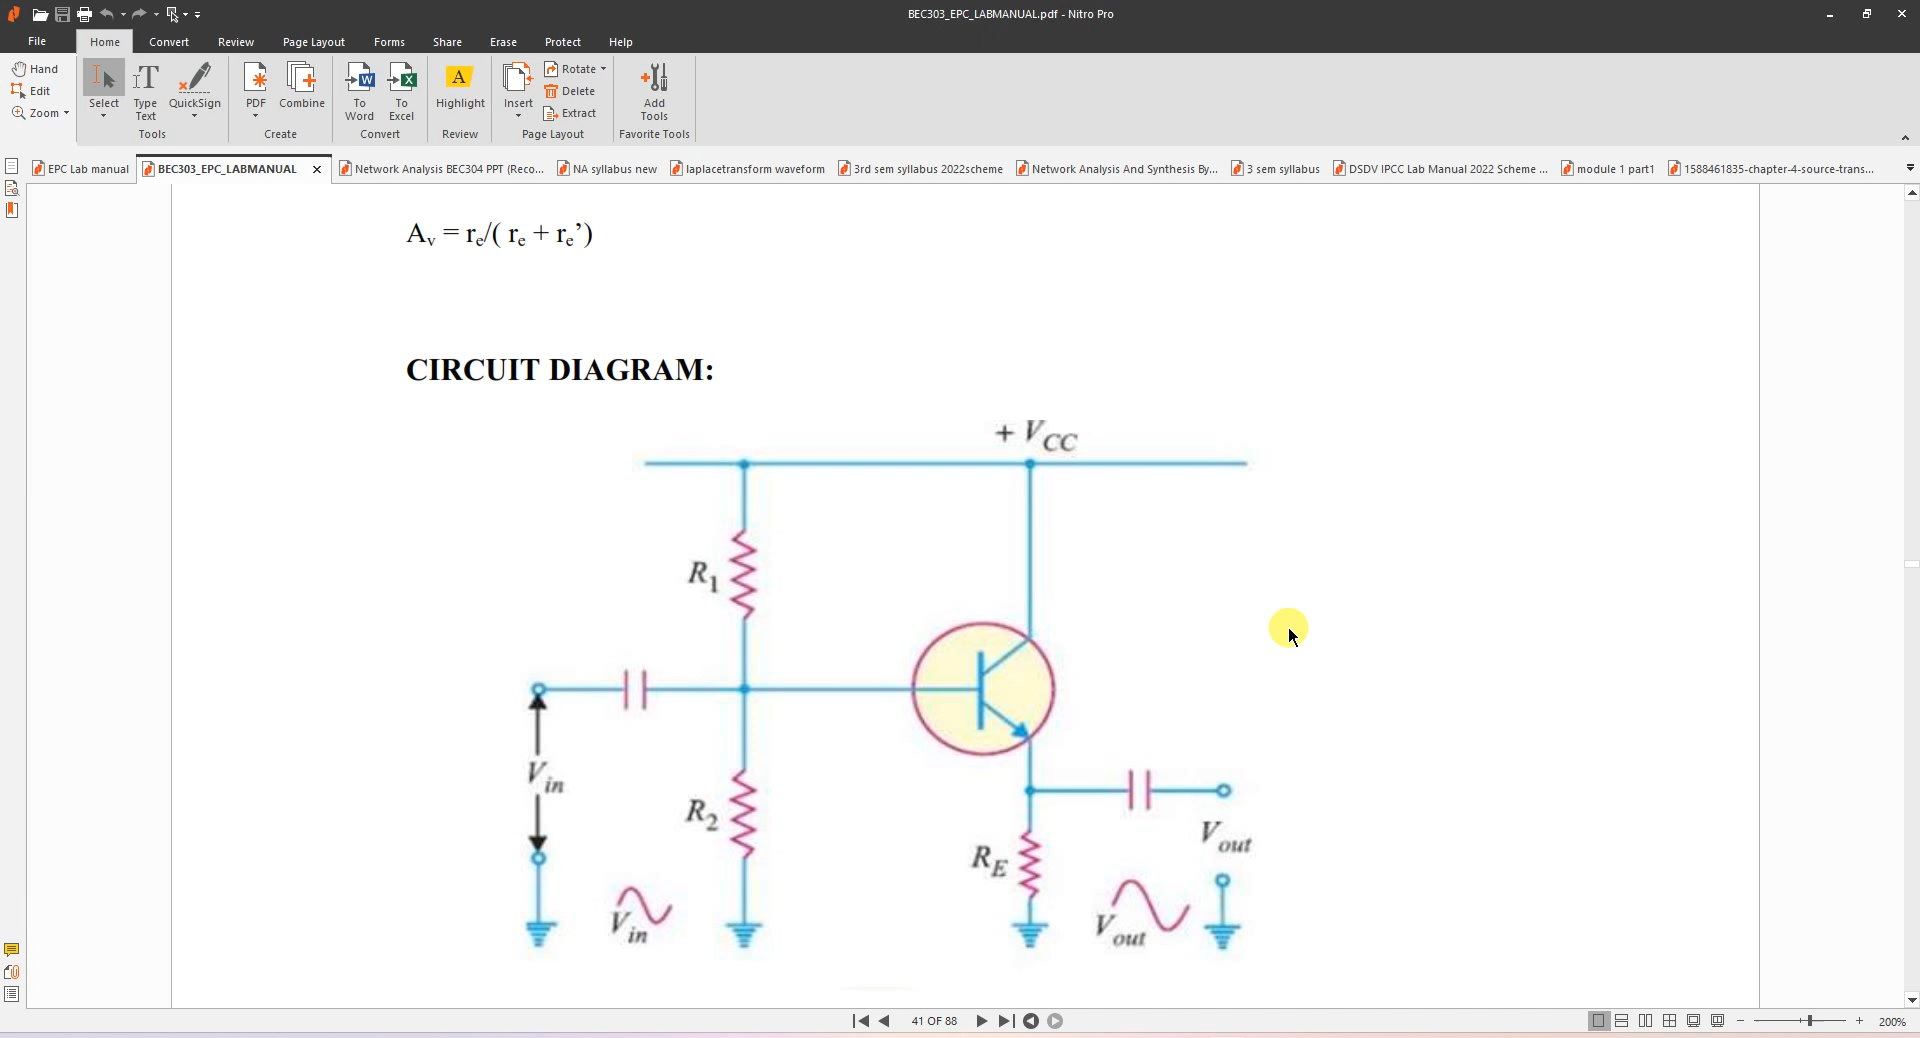 BEC303_EPC_LABMANUAL.pdf - Nitro Pro
File Home Convert Review Page Layout Forms Share Erase Protect Help
Hand
Edit
Zoom
Select
Type Text
QuickSign
Tools
PDF
Combine
Create
To Word
To Excel
Convert
Highlight
Review
Insert
Rotate
Delete
Extract
Page Layout
Add Tools
Favorite Tools
EPC Lab manual BEC303_EPC_LABMANUAL Network Analysis BEC304 PPT (Reco... NA syllabus new laplacetransform waveform 3rd sem syllabus 2022scheme Network Analysis And Synthesis By... 3 sem syllabus DSDV IPCC Lab Manual 2022 Scheme ... module 1 part1 1588461835-chapter-4-source-trans...
Av = re/( re + re’)
CIRCUIT DIAGRAM:
+ VCC
R1
Vin
R2
RE
Vout
Vin
Vout
41 OF 88
200%